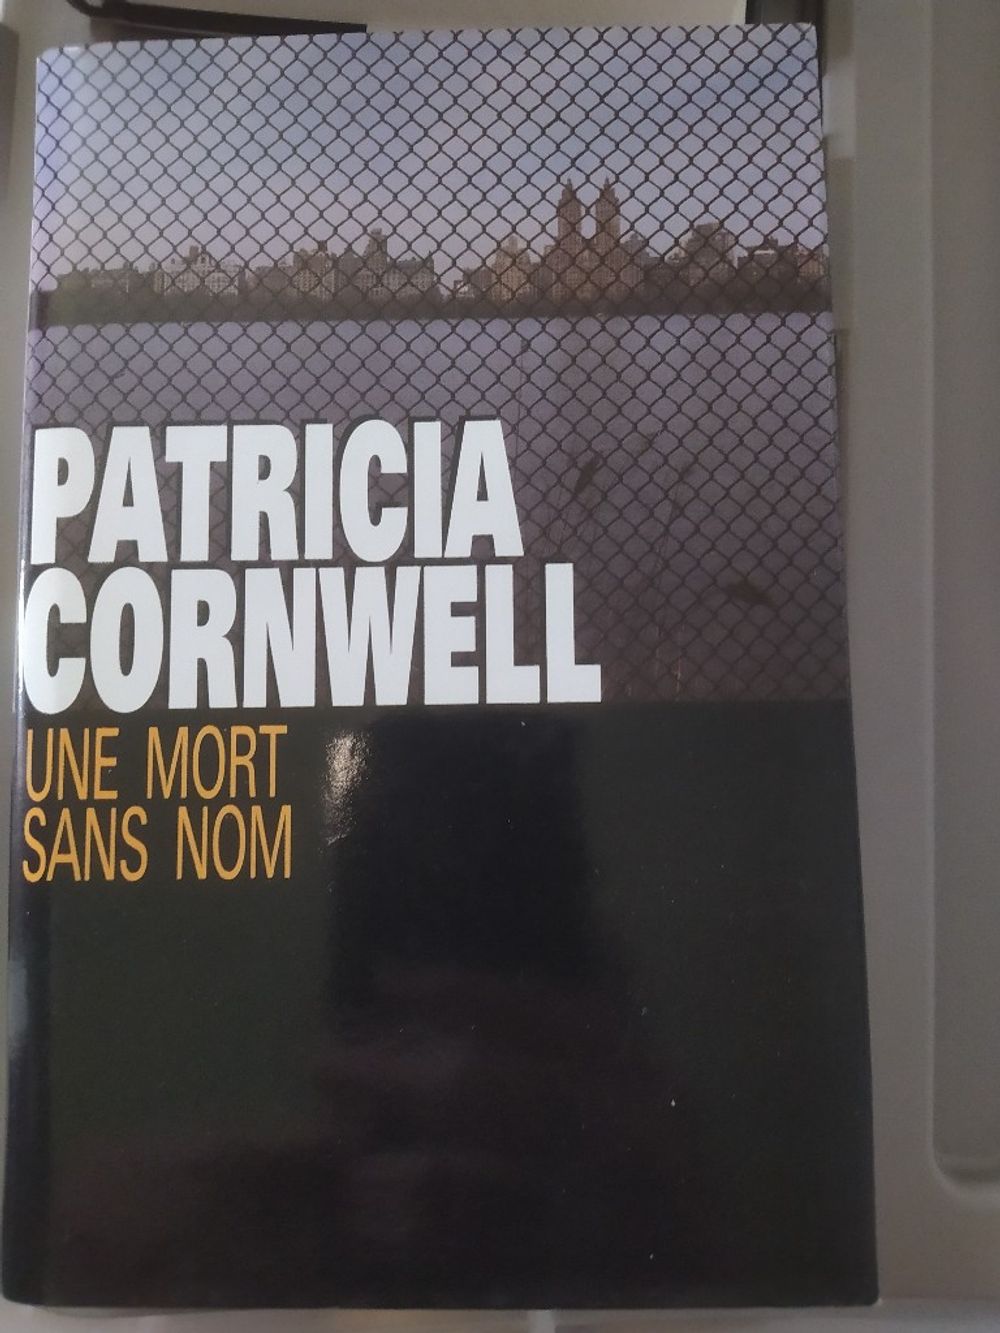 PATRICIA
CORNWELL
UNE MORT
SANS NOM